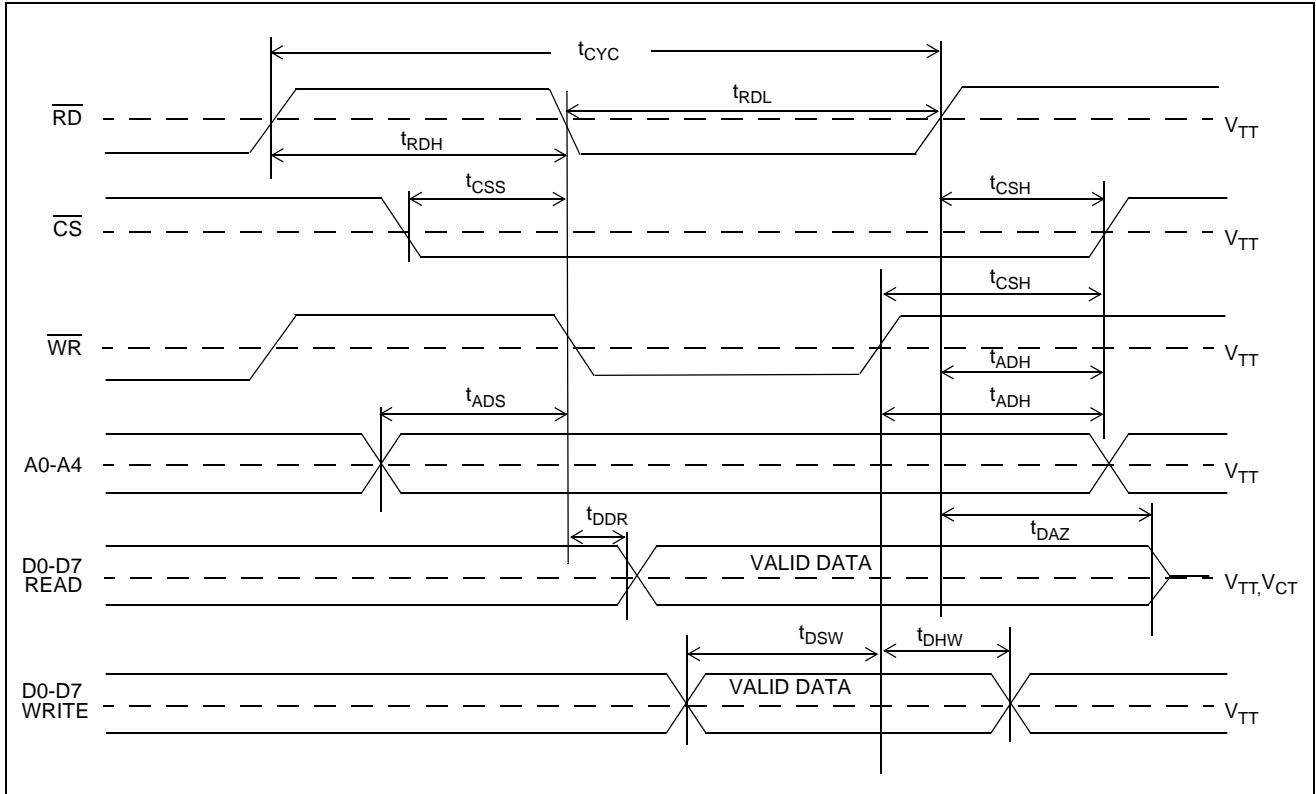 tCYC
RD
tRDL
VTT
tRDH
tCSS
tCSH
CS
VTT
tCSH
WR
VTT
tADH
tADS
tADH
A0-A4
VTT
tDDR
tDAZ
D0-D7
READ
VALID DATA
VTT,VCT
tDSW
tDHW
D0-D7
WRITE
VALID DATA
VTT